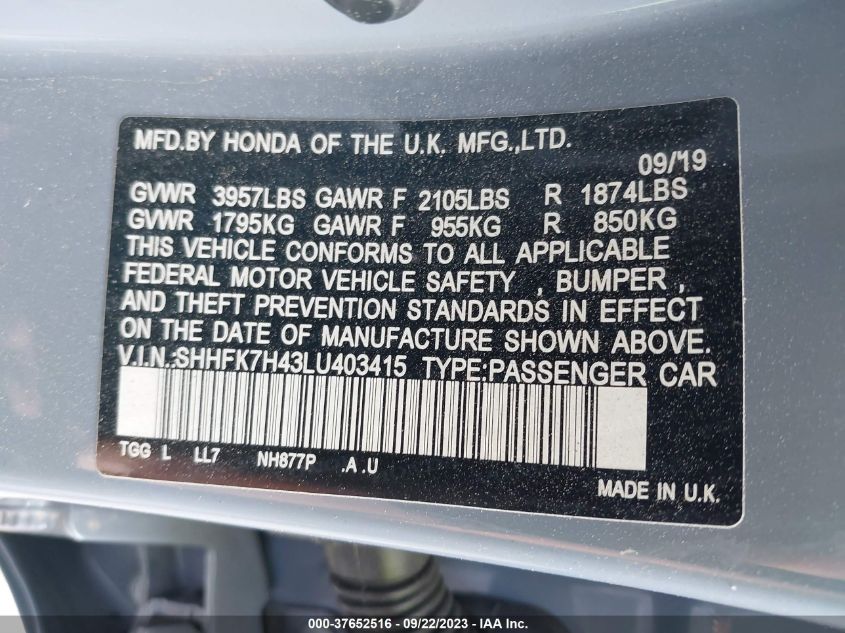 MFD.BY HONDA OF THE U.K. MFG.,LTD.
09/19
GVWR 3957LBS GAWR F 2105LBS R 1874LBS
GVWR 1795KG GAWR F 955KG R 850KG
THIS VEHICLE CONFORMS TO ALL APPLICABLE
FEDERAL MOTOR VEHICLE SAFETY , BUMPER ,
AND THEFT PREVENTION STANDARDS IN EFFECT
ON THE DATE OF MANUFACTURE SHOWN ABOVE.
V.I.N.:SHHFK7H43LU403415 TYPE:PASSENGER CAR
TGG L LL7 NH877P .A .U
MADE IN U.K.
000-37652516 - 09/22/2023 - IAAI Inc.